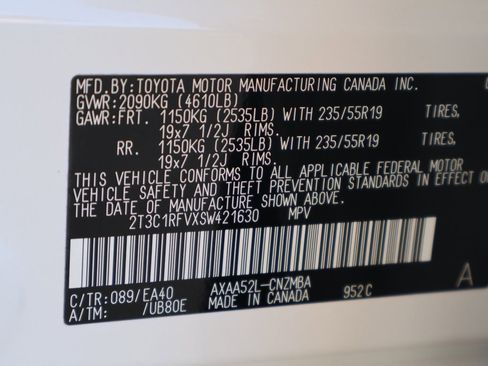 MFD.BY:TOYOTA MOTOR MANUFACTURING CANADA INC.
GVWR:2090KG (4610LB)
GAWR:FRT. 1150KG (2535LB) WITH 235/55R19 TIRES,
19x7 1/2J RIMS.
RR. 1150KG (2535LB) WITH 235/55R19 TIRES,
19x7 1/2J RIMS.
THIS VEHICLE CONFORMS TO ALL APPLICABLE FEDERAL MOTOR
VEHICLE SAFETY AND THEFT PREVENTION STANDARDS IN EFFECT O
THE DATE OF MANUFACTURE SHOWN ABOVE.
2T3C1RFVXSW421630 MPV
C/TR:089/EA40 AXAA52L-CNZMBA 952C A
A/TM: /UB80E MADE IN CANADA